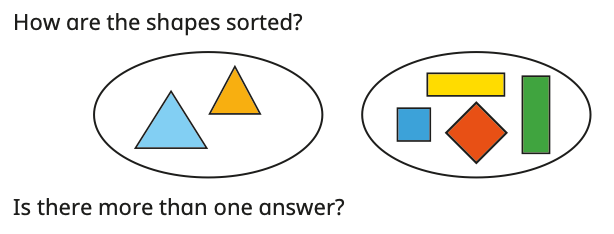 How are the shapes sorted?
Is there more than one answer?